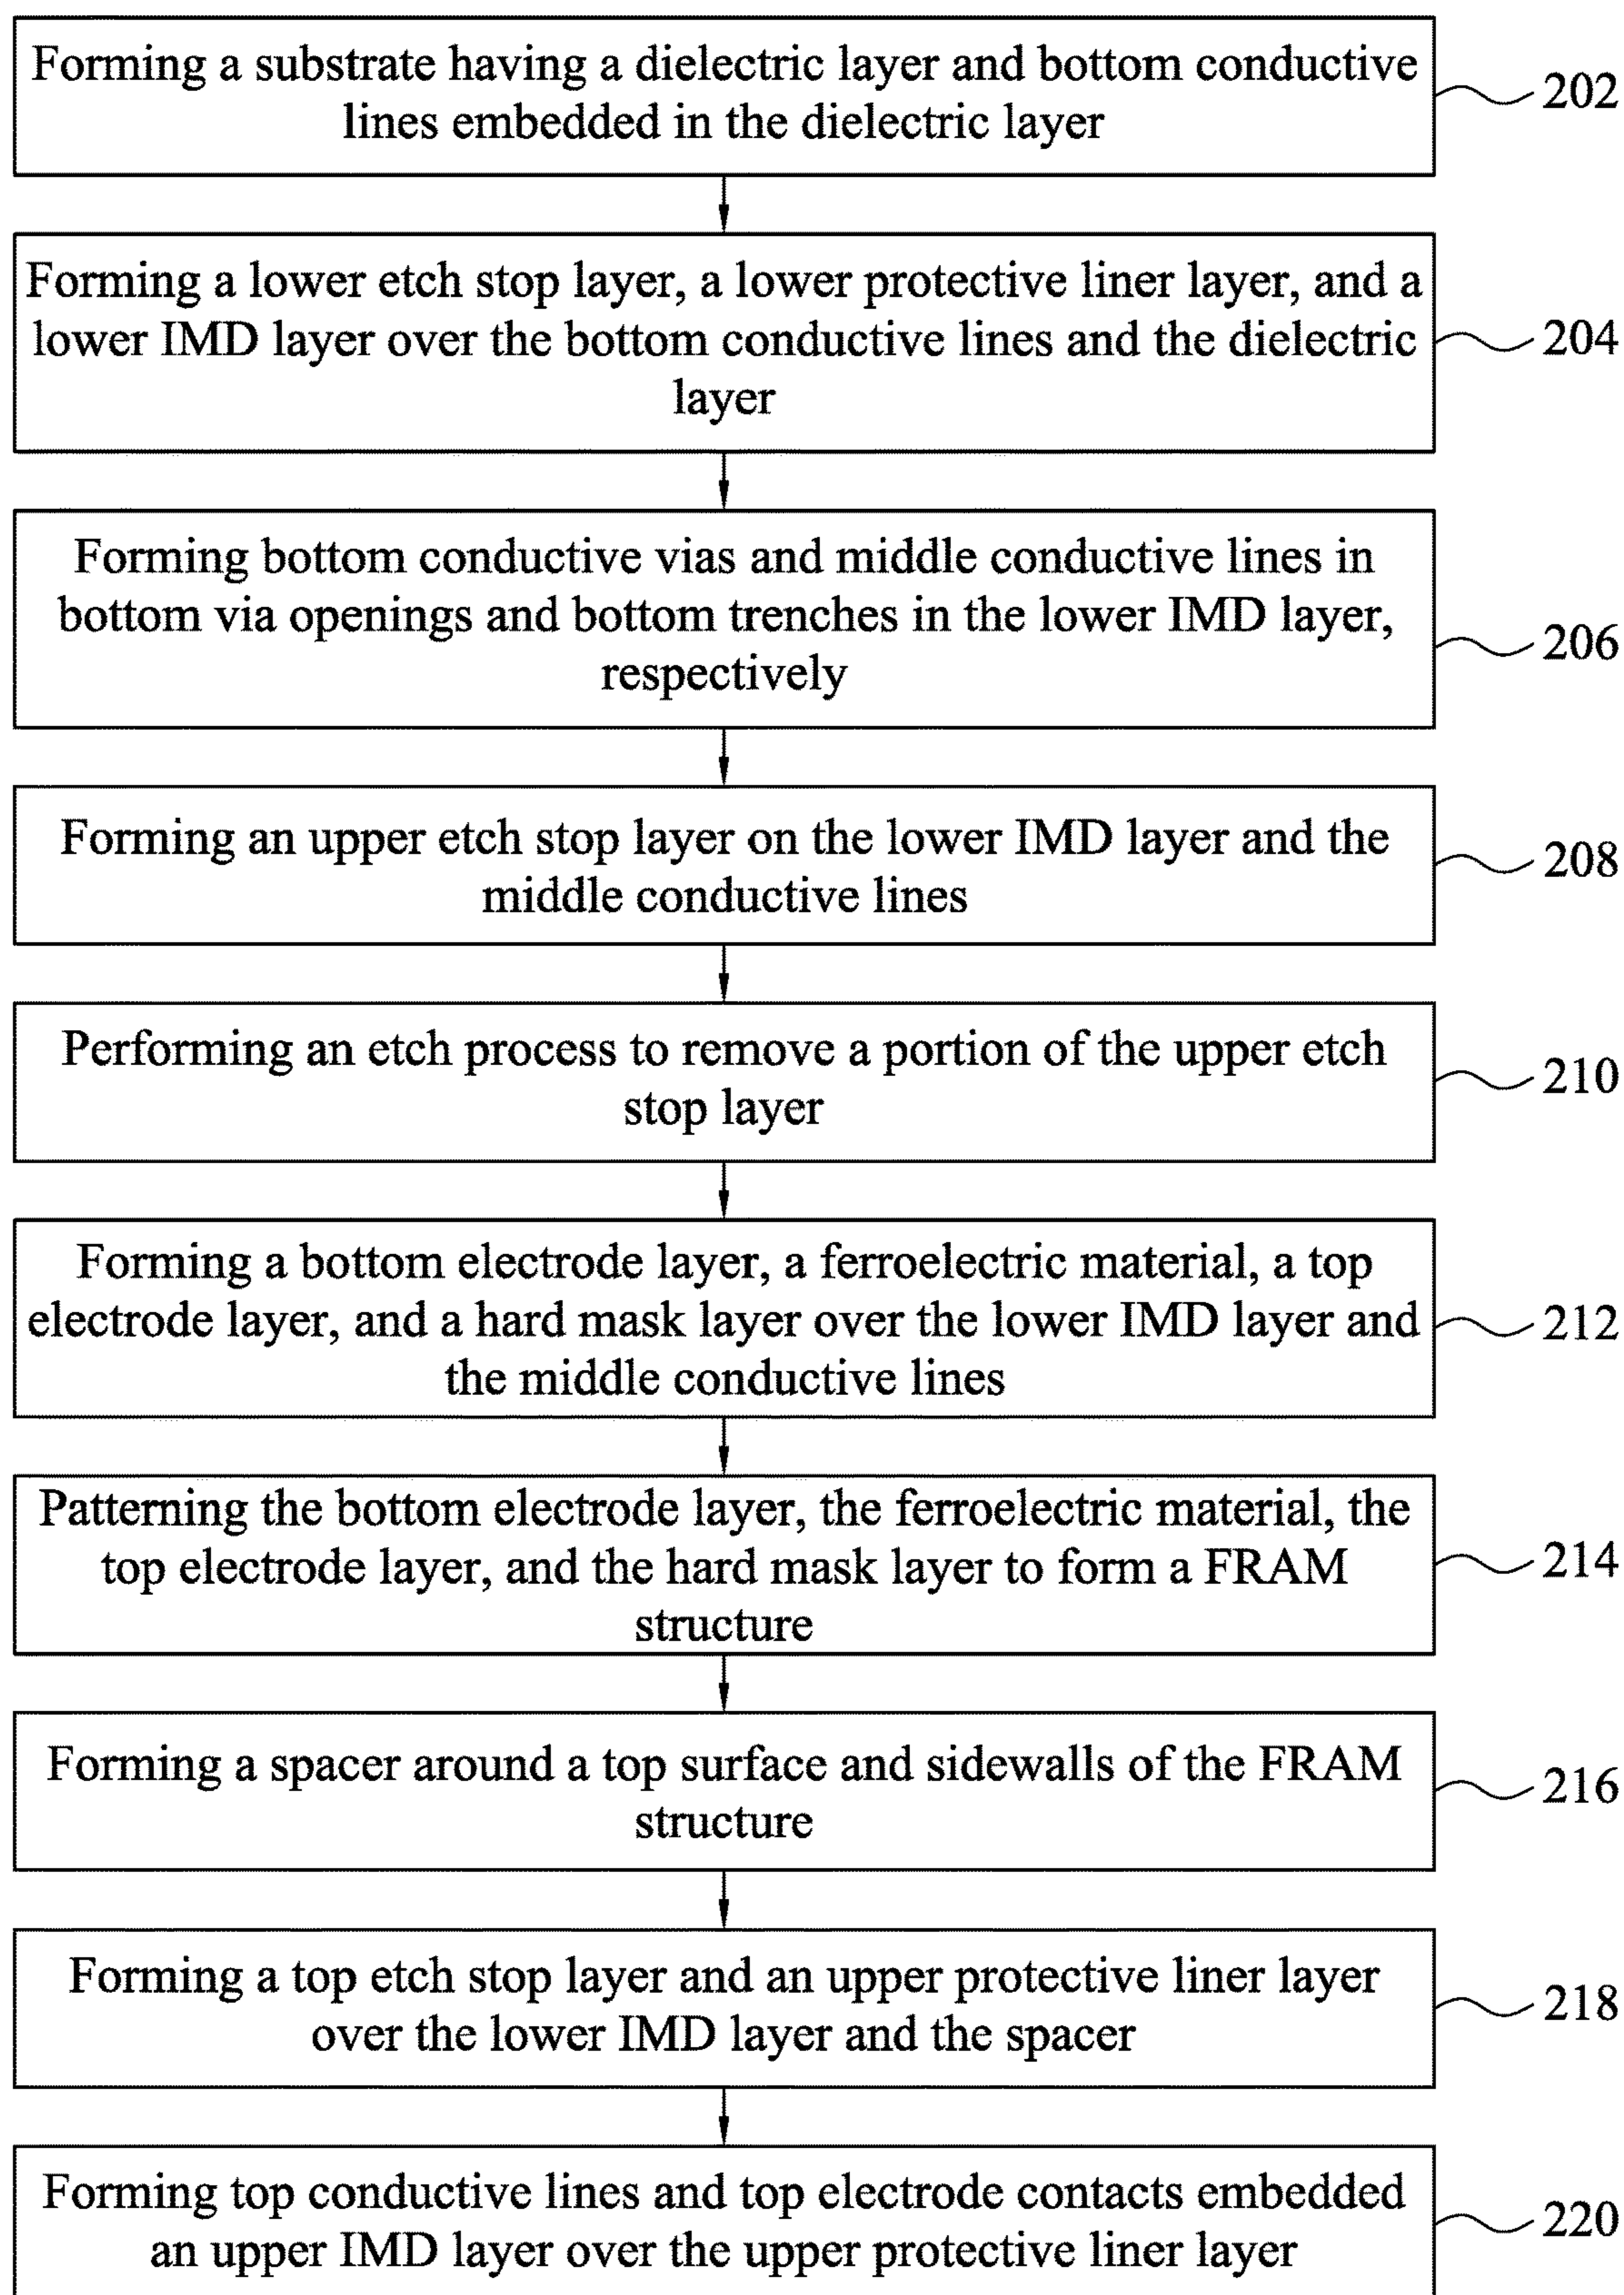 Forming a substrate having a dielectric layer and bottom conductive
lines embedded in the dielectric layer
202
Forming a lower etch stop layer, a lower protective liner layer, and a
lower IMD layer over the bottom conductive lines and the dielectric
layer
204
Forming bottom conductive vias and middle conductive lines in
bottom via openings and bottom trenches in the lower IMD layer,
respectively
206
Forming an upper etch stop layer on the lower IMD layer and the
middle conductive lines
208
Performing an etch process to remove a portion of the upper etch
stop layer
210
Forming a bottom electrode layer, a ferroelectric material, a top
electrode layer, and a hard mask layer over the lower IMD layer and
the middle conductive lines
212
Patterning the bottom electrode layer, the ferroelectric material, the
top electrode layer, and the hard mask layer to form a FRAM
structure
214
Forming a spacer around a top surface and sidewalls of the FRAM
structure
216
Forming a top etch stop layer and an upper protective liner layer
over the lower IMD layer and the spacer
218
Forming top conductive lines and top electrode contacts embedded
an upper IMD layer over the upper protective liner layer
220